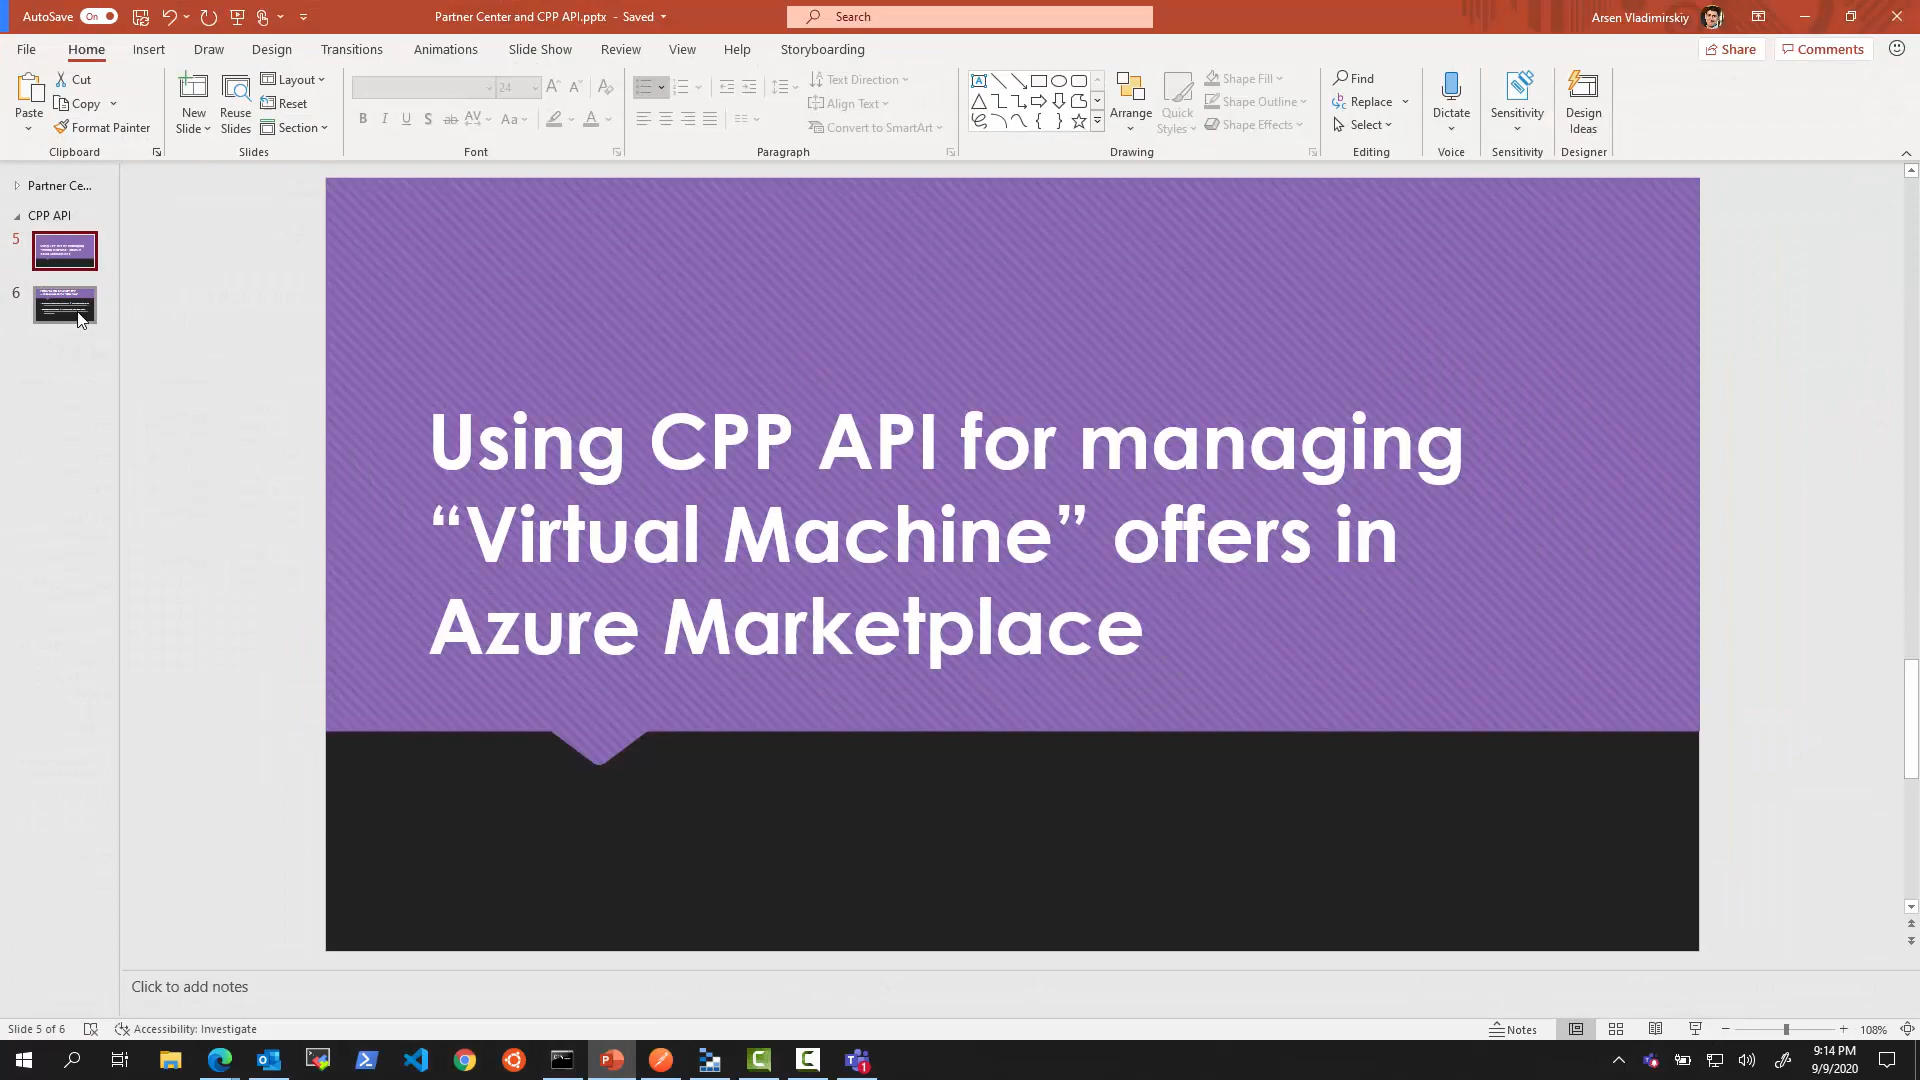 AutoSave On Partner Center and CPP API.pptx - Saved Search Arsen Vladimirskiy
File Home Insert Draw Design Transitions Animations Slide Show Review View Help Storyboarding Share Comments
Paste
Cut
Copy
Format Painter
Clipboard
New
Slide
Reuse
Slides
Layout
Reset
Section
Slides
24
B I U S ab AV Aa A
Font
Text Direction
Align Text
Convert to SmartArt
Paragraph
Arrange
Quick
Styles
Shape Fill
Shape Outline
Shape Effects
Drawing
Find
Replace
Select
Editing
Dictate
Voice
Sensitivity
Sensitivity
Design
Ideas
Designer
Partner Ce...
CPP API
5
6
Using CPP API for managing
“Virtual Machine” offers in
Azure Marketplace
Click to add notes
Slide 5 of 6 Accessibility: Investigate Notes 108%
9:14 PM
9/9/2020